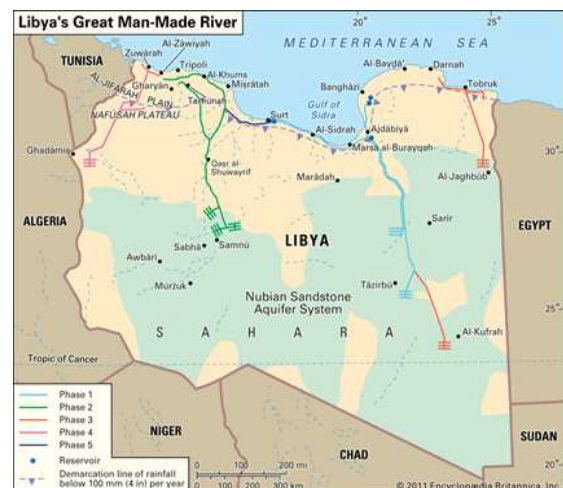 Libya's Great Man-Made River
TUNISIA
Zuwārah
Al-Zāwiyah
Tripoli
Al-Khums
Miṣrātah
Gharyān
Tarhūnah
AL-JIFĀRAH PLAIN
NAFUSAH PLATEAU
Ghadāmis
MEDITERRANEAN SEA
Al-Bayḍā'
Darnah
Tobruk
Banghāzī
Gulf of
Sidra
Surt
Al-Sidrah
Ajdābiyā
Marsa al-Burayqah
Qaṣr al-
Shuwayrif
Marādah
Al-Jaghbūb
ALGERIA
EGYPT
LIBYA
Sarīr
Sabhā
Samnū
Awbārī
Murzuk
Tāzirbū
Nubian Sandstone
Aquifer System
SAHARA
Al-Kufrah
Tropic of Cancer
NIGER
CHAD
SUDAN
20°
25°
30°
25°
Phase 1
Phase 2
Phase 3
Phase 4
Phase 5
Reservoir
Demarcation line of rainfall
below 100 mm (4 in) per year
0 100 200 mi
0 100 200 300 km
© 2011 Encyclopædia Britannica, Inc.